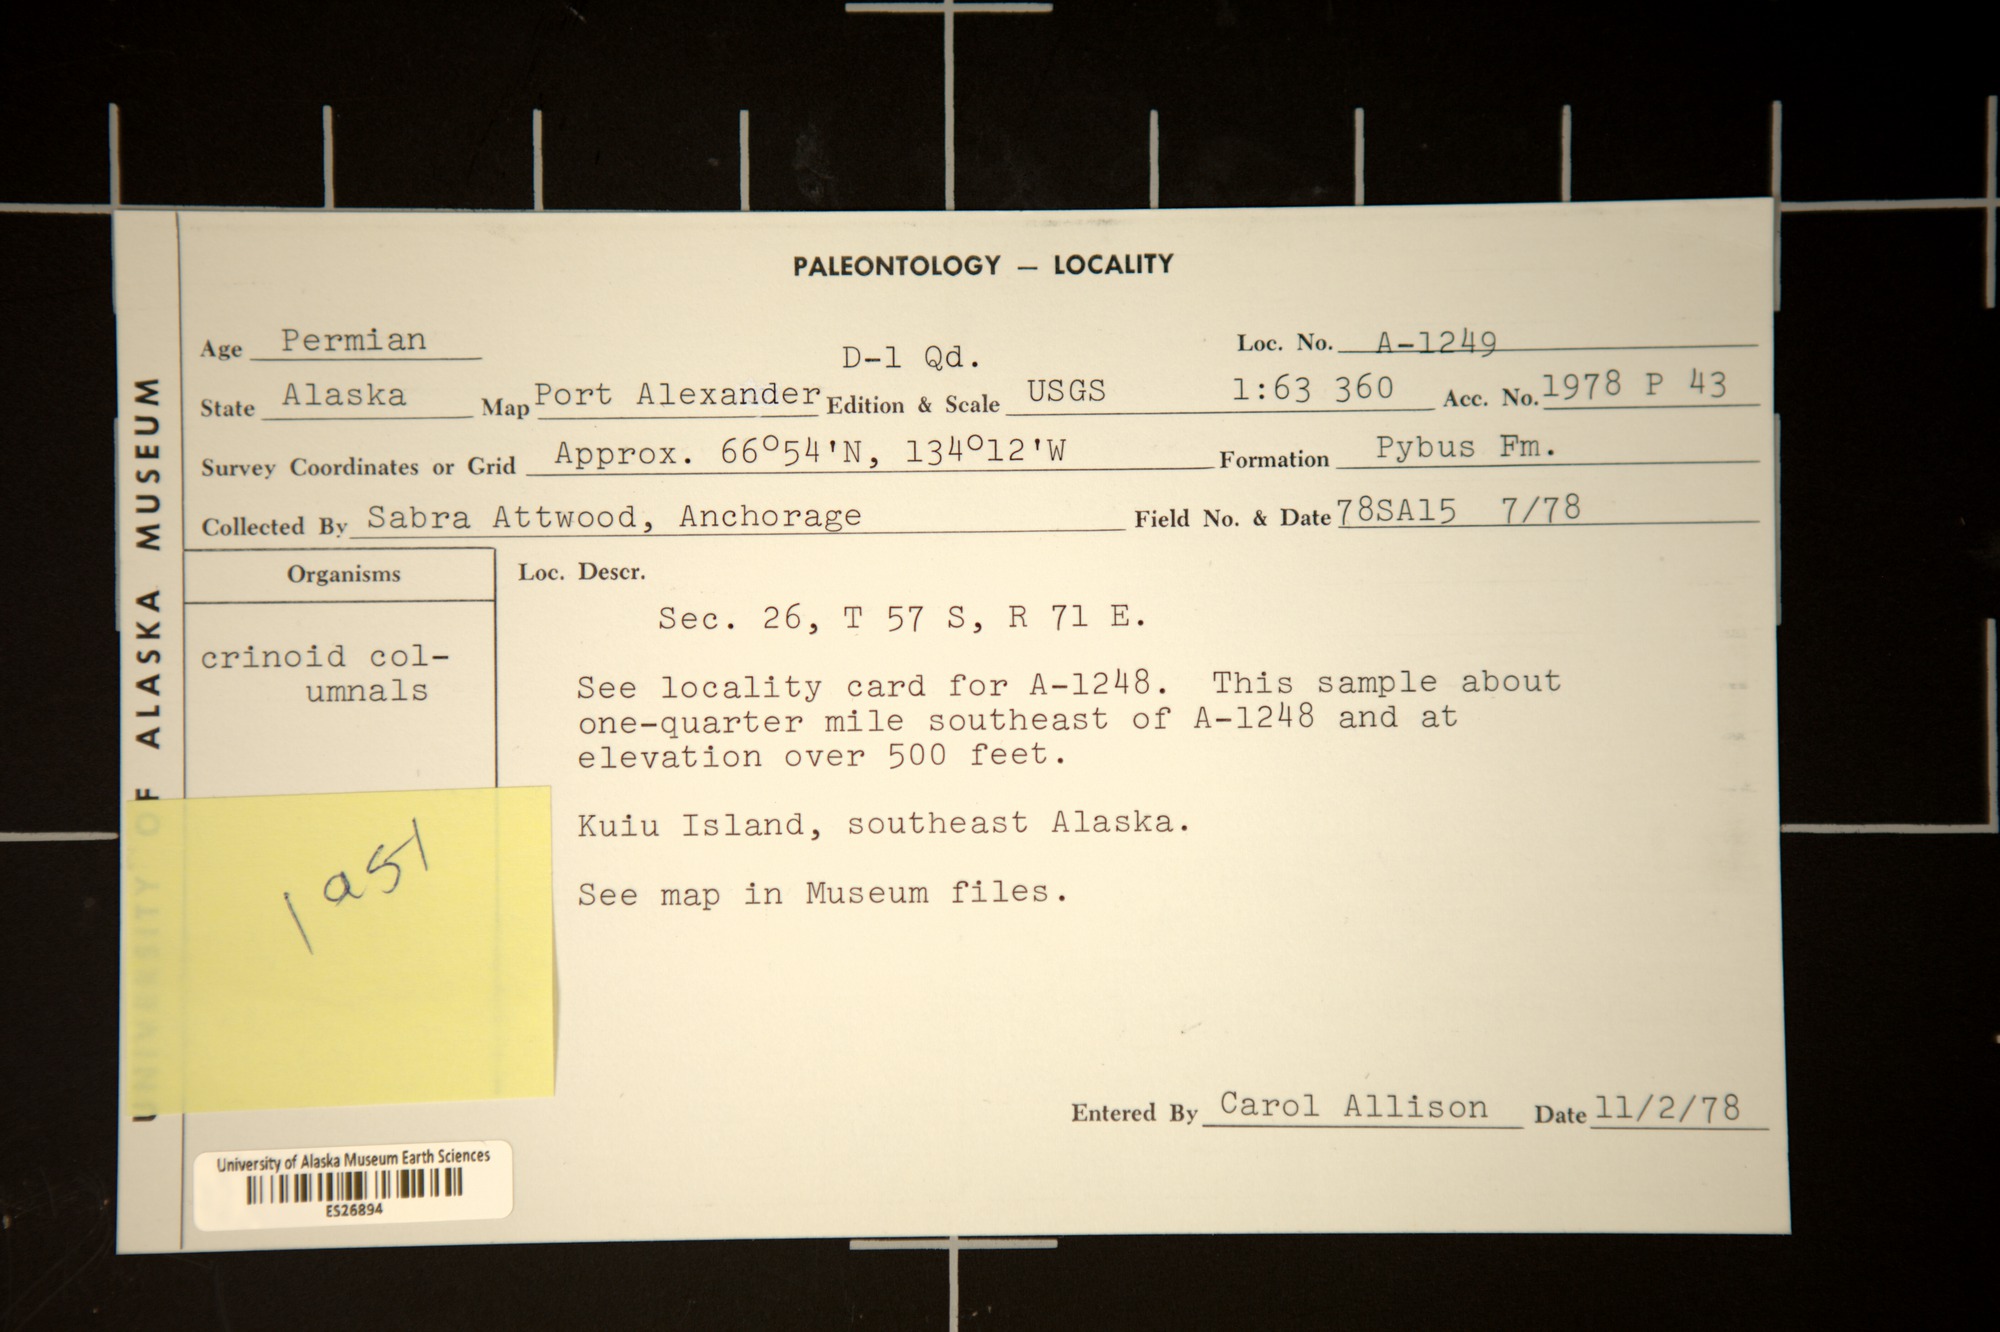 PALEONTOLOGY — LOCALITY
Age Permian
D-1 Qd.
Loc. No. A-1249
State Alaska Map Port Alexander Edition & Scale USGS 1:63 360 Acc. No. 1978 P 43
Survey Coordinates or Grid Approx. 66°54'N, 134°12'W Formation Pybus Fm.
Collected By Sabra Attwood, Anchorage Field No. & Date 78SA15 7/78
Organisms
crinoid col-
umnals
Loc. Descr.
Sec. 26, T 57 S, R 71 E.
See locality card for A-1248. This sample about
one-quarter mile southeast of A-1248 and at
elevation over 500 feet.
Kuiu Island, southeast Alaska.
See map in Museum files.
last
Entered By Carol Allison Date 11/2/78
UNIVERSITY OF ALASKA MUSEUM
University of Alaska Museum Earth Sciences
ES26894